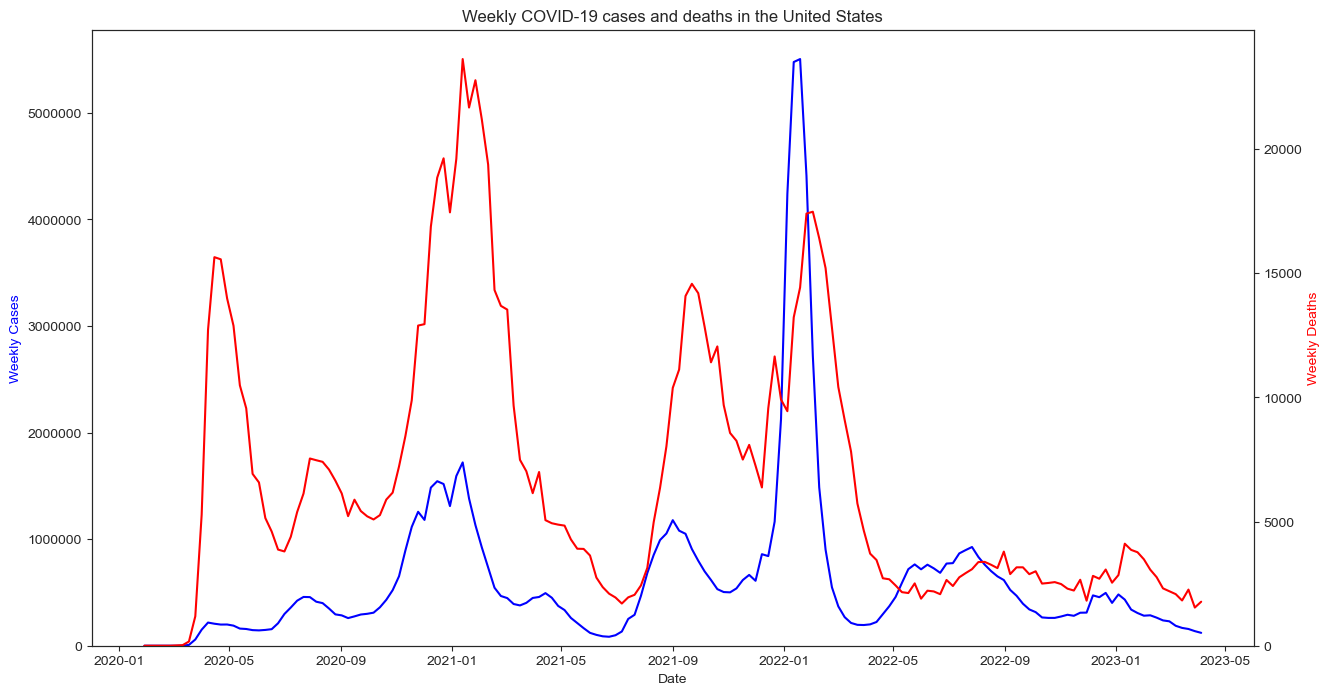 Weekly COVID-19 cases and deaths in the United States
Weekly Cases
5000000
4000000
3000000
2000000
1000000
0
20000
15000
10000
5000
0
Weekly Deaths
2020-01 2020-05 2020-09 2021-01 2021-05 2021-09 2022-01 2022-05 2022-09 2023-01 2023-05
Date